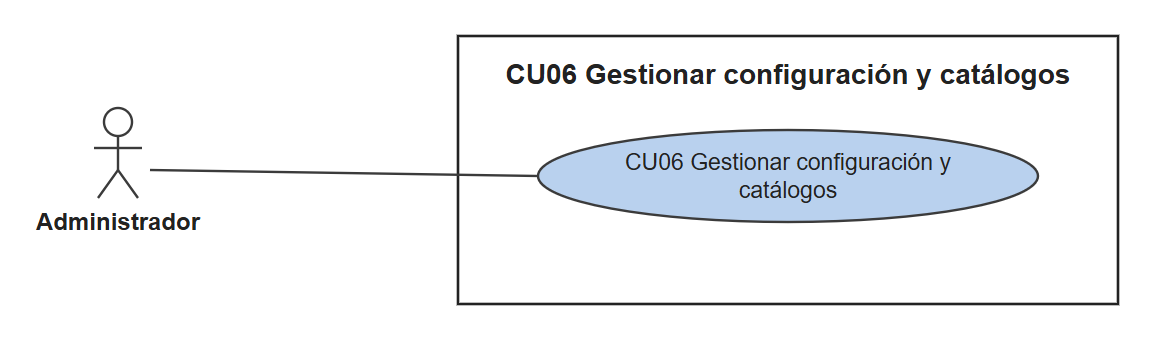 CU06 Gestionar configuración y catálogos
CU06 Gestionar configuración y
catálogos
Administrador